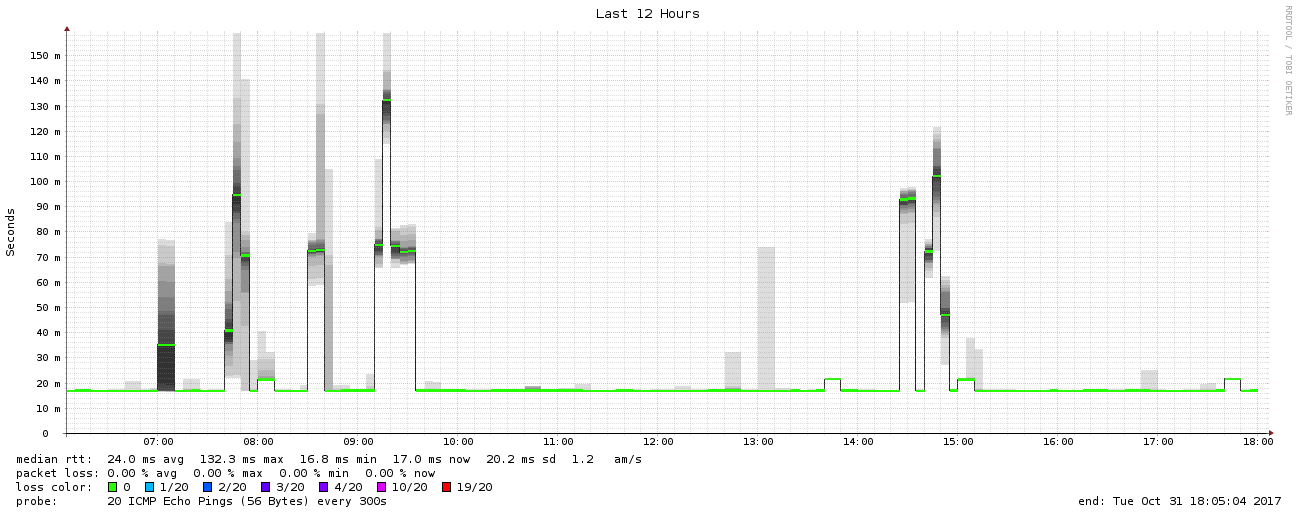 Last 12 Hours
RRDTOOL / TOBI OETIKER
Seconds
150 m
140 m
130 m
120 m
110 m
100 m
90 m
80 m
70 m
60 m
50 m
40 m
30 m
20 m
10 m
0
07:00 08:00 09:00 10:00 11:00 12:00 13:00 14:00 15:00 16:00 17:00 18:00
median rtt: 24.0 ms avg 132.3 ms max 16.8 ms min 17.0 ms now 20.2 ms sd 1.2 am/s
packet loss: 0.00 % avg 0.00 % max 0.00 % min 0.00 % now
loss color: 0 1/20 2/20 3/20 4/20 10/20 19/20
probe: 20 ICMP Echo Pings (56 Bytes) every 300s end: Tue Oct 31 18:05:04 2017